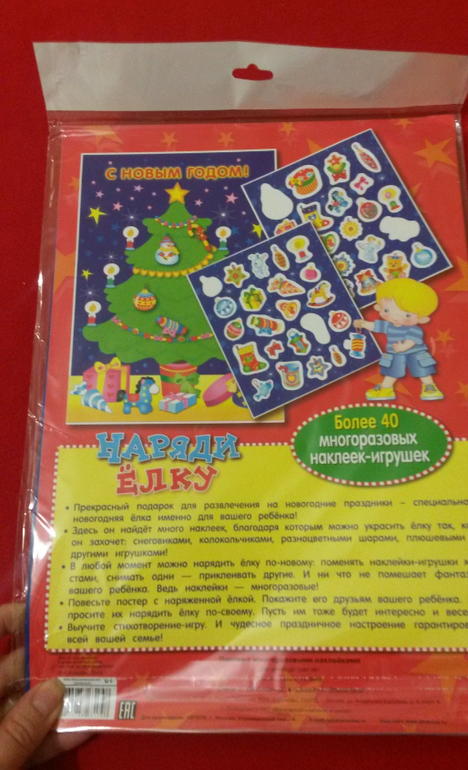 С НОВЫМ ГОДОМ!
Более 40
многоразовых
наклеек-игрушек
НАРЯДИ
ЁЛКУ
• Прекрасный подарок для развлечения на новогодние праздники – специально
новогодняя ёлка именно для вашего ребёнка!
• Здесь он найдёт много наклеек, благодаря которым можно украсить ёлку так,
он захочет: снеговиками, колокольчиками, разноцветными шарами, плюшевыми
другими игрушками!
• В любой момент можно нарядить ёлку по-новому: поменять наклейки-игрушки
стами, снимать одни — приклеивать другие. И ни что не помешает фанта
вашего ребёнка. Ведь наклейки — многоразовые!
• Повесьте постер с наряженной ёлкой. Покажите его друзьям вашего ребёнка.
просите их нарядить ёлку по-своему. Пусть им тоже будет интересно и весе
• Выучите стихотворение-игру. И чудесное праздничное настроение гарантиро
всей вашей семье!
EAC